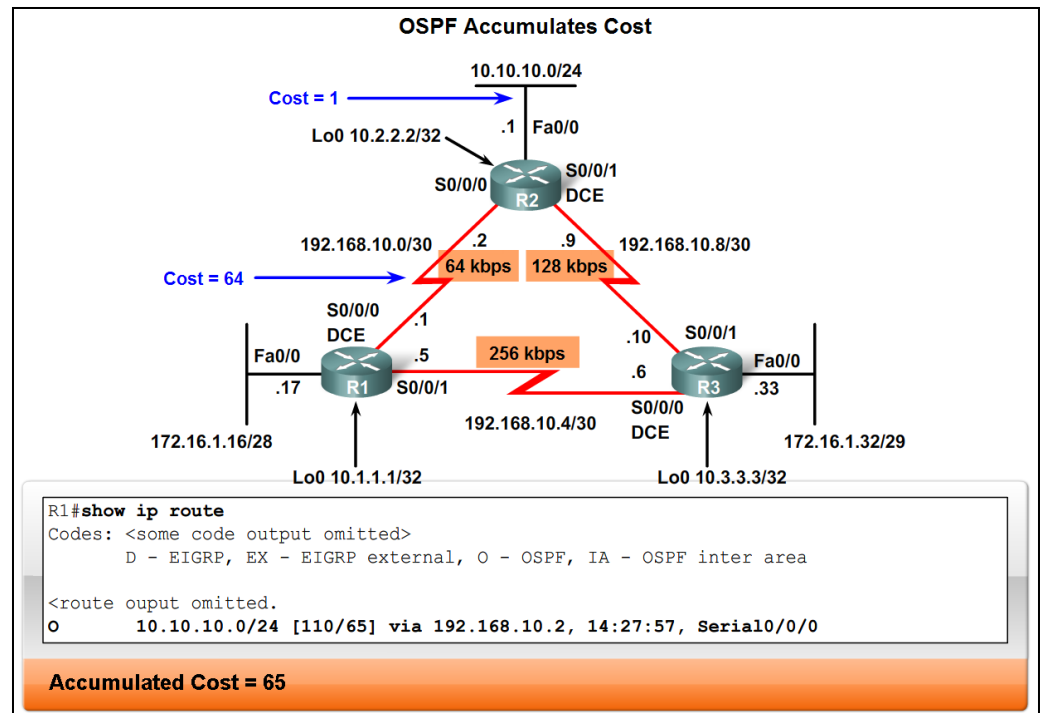 OSPF Accumulates Cost
10.10.10.0/24
Cost = 1
.1
Fa0/0
Lo0 10.2.2.2/32
S0/0/0
R2
S0/0/1
DCE
192.168.10.0/30
.2
.9
192.168.10.8/30
64 kbps
128 kbps
Cost = 64
S0/0/0
DCE
.1
.10
S0/0/1
Fa0/0
.17
R1
.5
S0/0/1
256 kbps
.6
R3
Fa0/0
.33
192.168.10.4/30
S0/0/0
DCE
172.16.1.16/28
172.16.1.32/29
Lo0 10.1.1.1/32
Lo0 10.3.3.3/32
R1#show ip route
Codes: <some code output omitted>
D - EIGRP, EX - EIGRP external, O - OSPF, IA - OSPF inter area
<route ouput omitted.
O 10.10.10.0/24 [110/65] via 192.168.10.2, 14:27:57, Serial0/0/0
Accumulated Cost = 65